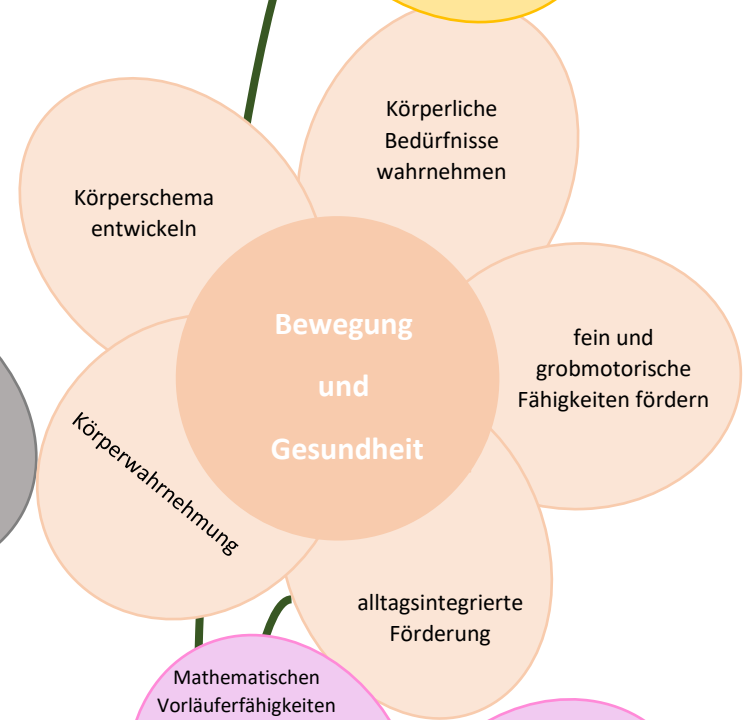 Körperliche
Bedürfnisse
wahrnehmen
Körperschema
entwickeln
Bewegung
und
Gesundheit
fein und
grobmotorische
Fähigkeiten fördern
Körperwahrnehmung
alltagsintegrierte
Förderung
Mathematischen
Vorläuferfähigkeiten